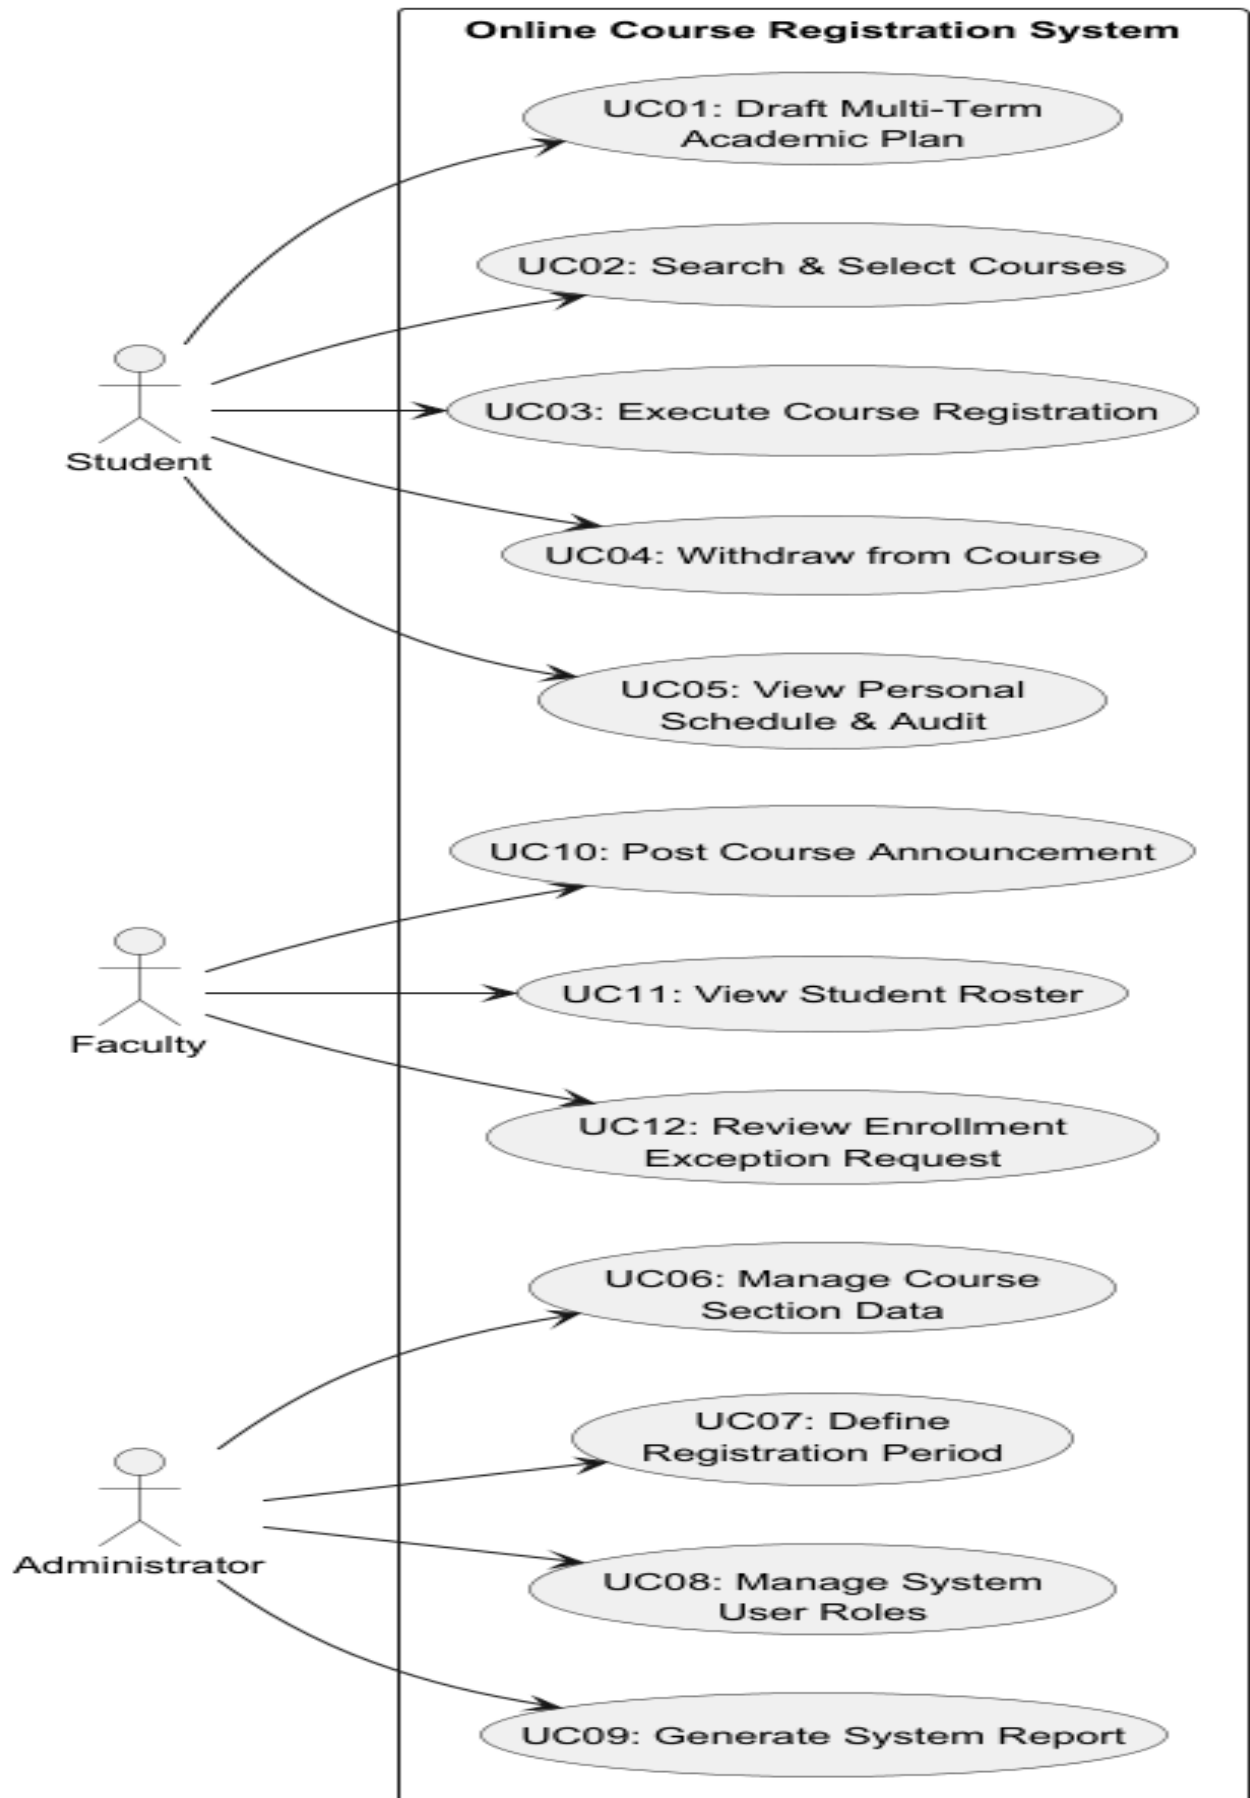 Online Course Registration System
UC01: Draft Multi-Term
Academic Plan
UC02: Search & Select Courses
UC03: Execute Course Registration
Student
UC04: Withdraw from Course
UC05: View Personal
Schedule & Audit
UC10: Post Course Announcement
UC11: View Student Roster
Faculty
UC12: Review Enrollment
Exception Request
UC06: Manage Course
Section Data
UC07: Define
Registration Period
Administrator
UC08: Manage System
User Roles
UC09: Generate System Report